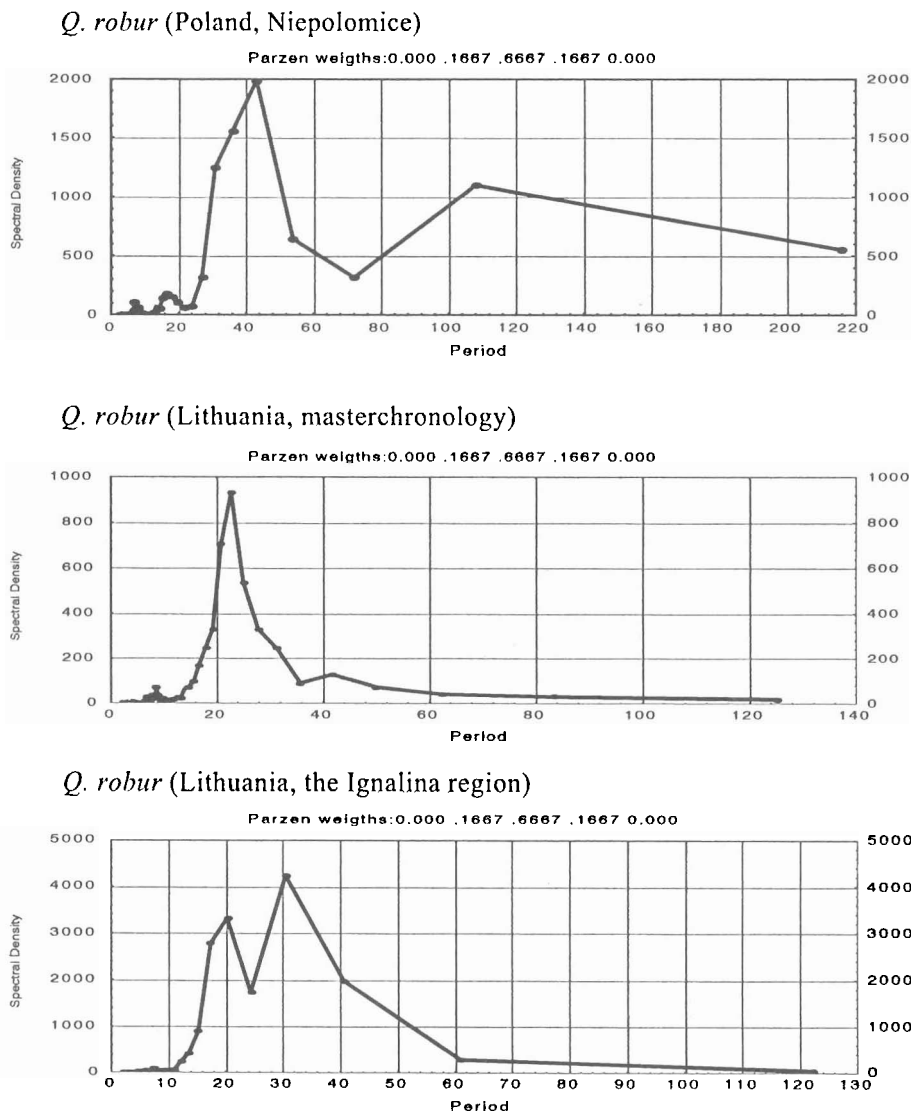 Q. robur (Poland, Niepolomice)
Parzen weigths:0.000 .1667 .6667 .1667 0.000
2000 2000
1500 1500
1000 1000
500 500
0 0
Spectral Density
0 20 40 60 80 100 120 140 160 180 200 220
Period
Q. robur (Lithuania, masterchronology)
Parzen weigths:0.000 .1667 .6667 .1667 0.000
1000 1000
800 800
600 600
400 400
200 200
0 0
Spectral Density
0 20 40 60 80 100 120 140
Period
Q. robur (Lithuania, the Ignalina region)
Parzen weigths:0.000 .1667 .6667 .1667 0.000
5000 5000
4000 4000
3000 3000
2000 2000
1000 1000
0 0
Spectral Density
0 10 20 30 40 50 60 70 80 90 100 110 120 130
Period